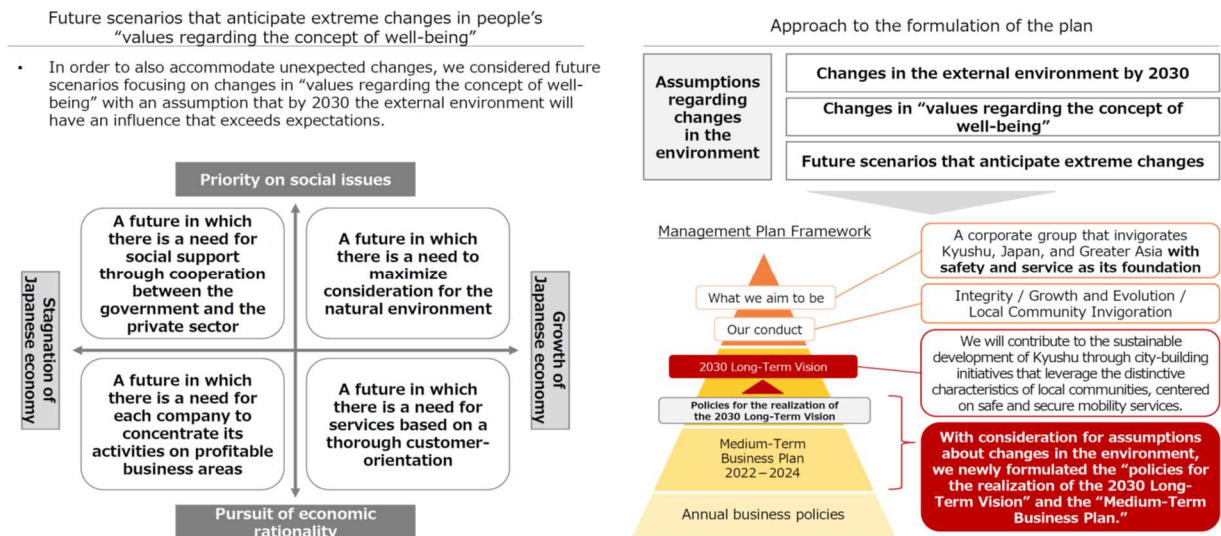 Future scenarios that anticipate extreme changes in people's
“values regarding the concept of well-being”
• In order to also accommodate unexpected changes, we considered future
scenarios focusing on changes in “values regarding the concept of well-
being” with an assumption that by 2030 the external environment will
have an influence that exceeds expectations.
Priority on social issues
A future in which
there is a need for
social support
through cooperation
between the
government and the
private sector
A future in which
there is a need to
maximize
consideration for the
natural environment
Stagnation of
Japanese economy
Growth of
Japanese economy
A future in which
there is a need for
each company to
concentrate its
activities on profitable
business areas
A future in which
there is a need for
services based on a
thorough customer-
orientation
Pursuit of economic
rationality
Approach to the formulation of the plan
Assumptions
regarding
changes
in the
environment
Changes in the external environment by 2030
Changes in “values regarding the concept of
well-being”
Future scenarios that anticipate extreme changes
Management Plan Framework
What we aim to be
Our conduct
2030 Long-Term Vision
Policies for the realization of
the 2030 Long-Term Vision
Medium-Term
Business Plan
2022－2024
Annual business policies
A corporate group that invigorates
Kyushu, Japan, and Greater Asia with
safety and service as its foundation
Integrity / Growth and Evolution /
Local Community Invigoration
We will contribute to the sustainable
development of Kyushu through city-building
initiatives that leverage the distinctive
characteristics of local communities, centered
on safe and secure mobility services.
With consideration for assumptions
about changes in the environment,
we newly formulated the “policies for
the realization of the 2030 Long-
Term Vision” and the “Medium-Term
Business Plan.”